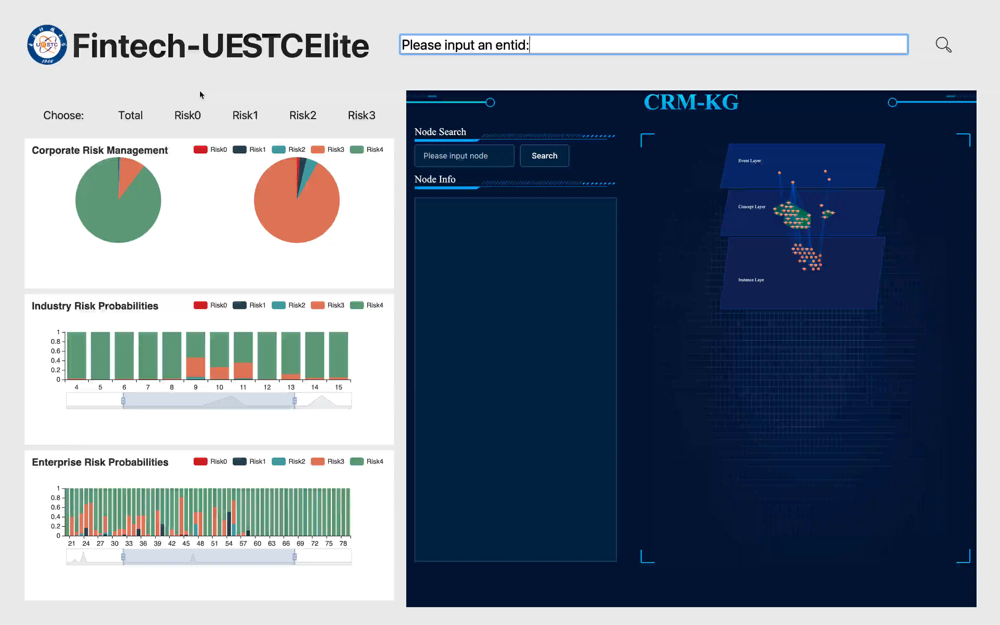 UESTC
1956
Fintech-UESTCElite
Please input an entid:
Choose: Total Risk0 Risk1 Risk2 Risk3
Corporate Risk Management
Risk0 Risk1 Risk2 Risk3 Risk4
Industry Risk Probabilities
Risk0 Risk1 Risk2 Risk3 Risk4
1
0.8
0.6
0.4
0.2
0
4 5 6 7 8 9 10 11 12 13 14 15
Enterprise Risk Probabilities
Risk0 Risk1 Risk2 Risk3 Risk4
1
0.8
0.6
0.4
0.2
0
21 24 27 30 33 36 39 42 45 48 51 54 57 60 63 66 69 72 75 78
CRM-KG
Node Search
Please input node
Search
Node Info
Event Layer
Concept Layer
Instance Laye